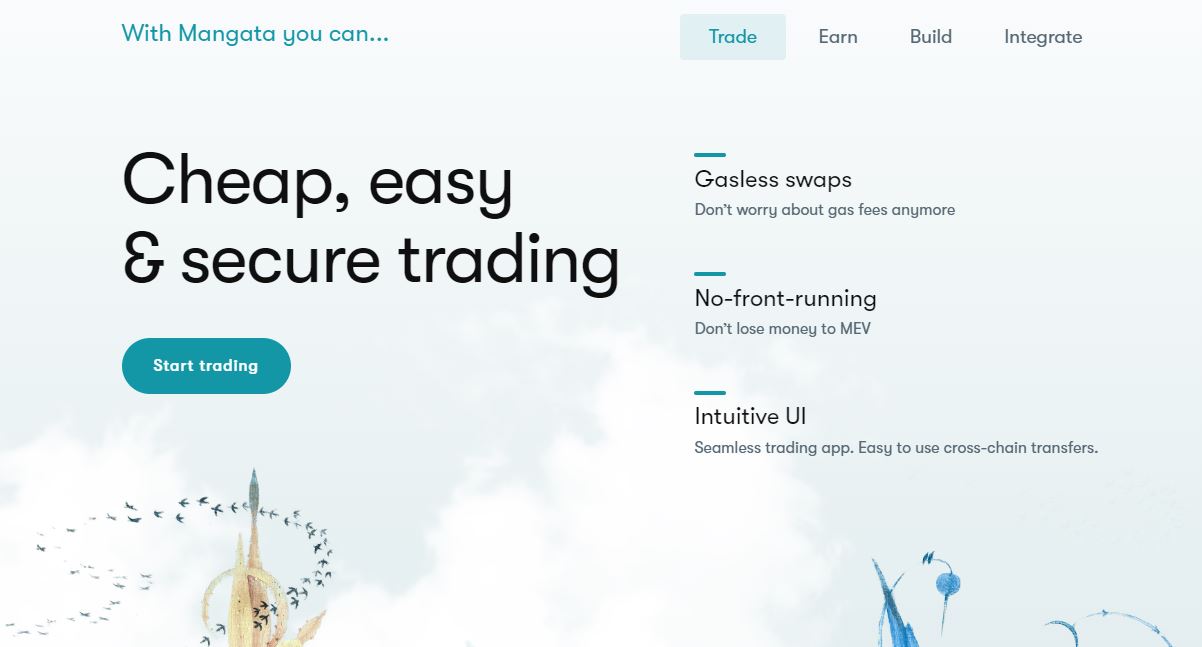 With Mangata you can...
Trade
Earn
Build
Integrate
Cheap, easy
& secure trading
Start trading
Gasless swaps
Don't worry about gas fees anymore
No-front-running
Don't lose money to MEV
Intuitive UI
Seamless trading app. Easy to use cross-chain transfers.